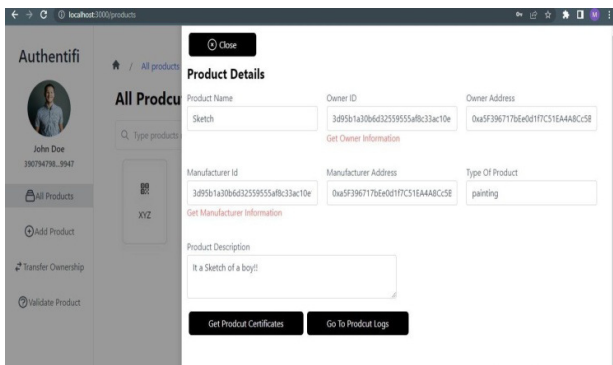 localhost:3000/products
M
Authentifi
John Doe
390794798...9947
All Products
Add Product
Transfer Ownership
Validate Product
/ All products
All Prodcu
Type products
XYZ
Close
Product Details
Product Name
Owner ID
Owner Address
Sketch
3d95b1a30b6d32559555af8c33ac10e
0xa5F396717bEe0d1f7C51EA4A8Cc5B
Get Owner Information
Manufacturer Id
Manufacturer Address
Type Of Product
3d95b1a30b6d32559555af8c33ac10e
0xa5F396717bEe0d1f7C51EA4A8Cc5B
painting
Get Manufacturer Information
Product Description
It a Sketch of a boy!!
Get Prodcut Certificates
Go To Prodcut Logs